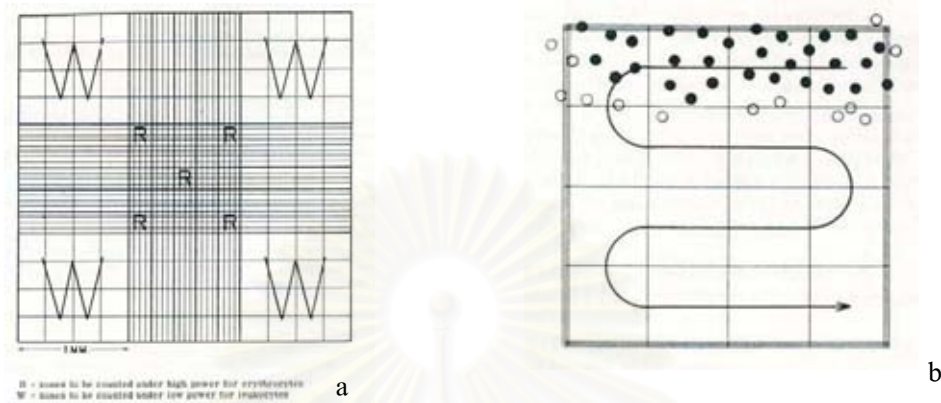 W W
R R
R
R R
W W
1 MM.
R = zones to be counted under high power for erythrocytes
W = zones to be counted under low power for leukocytes
a
b